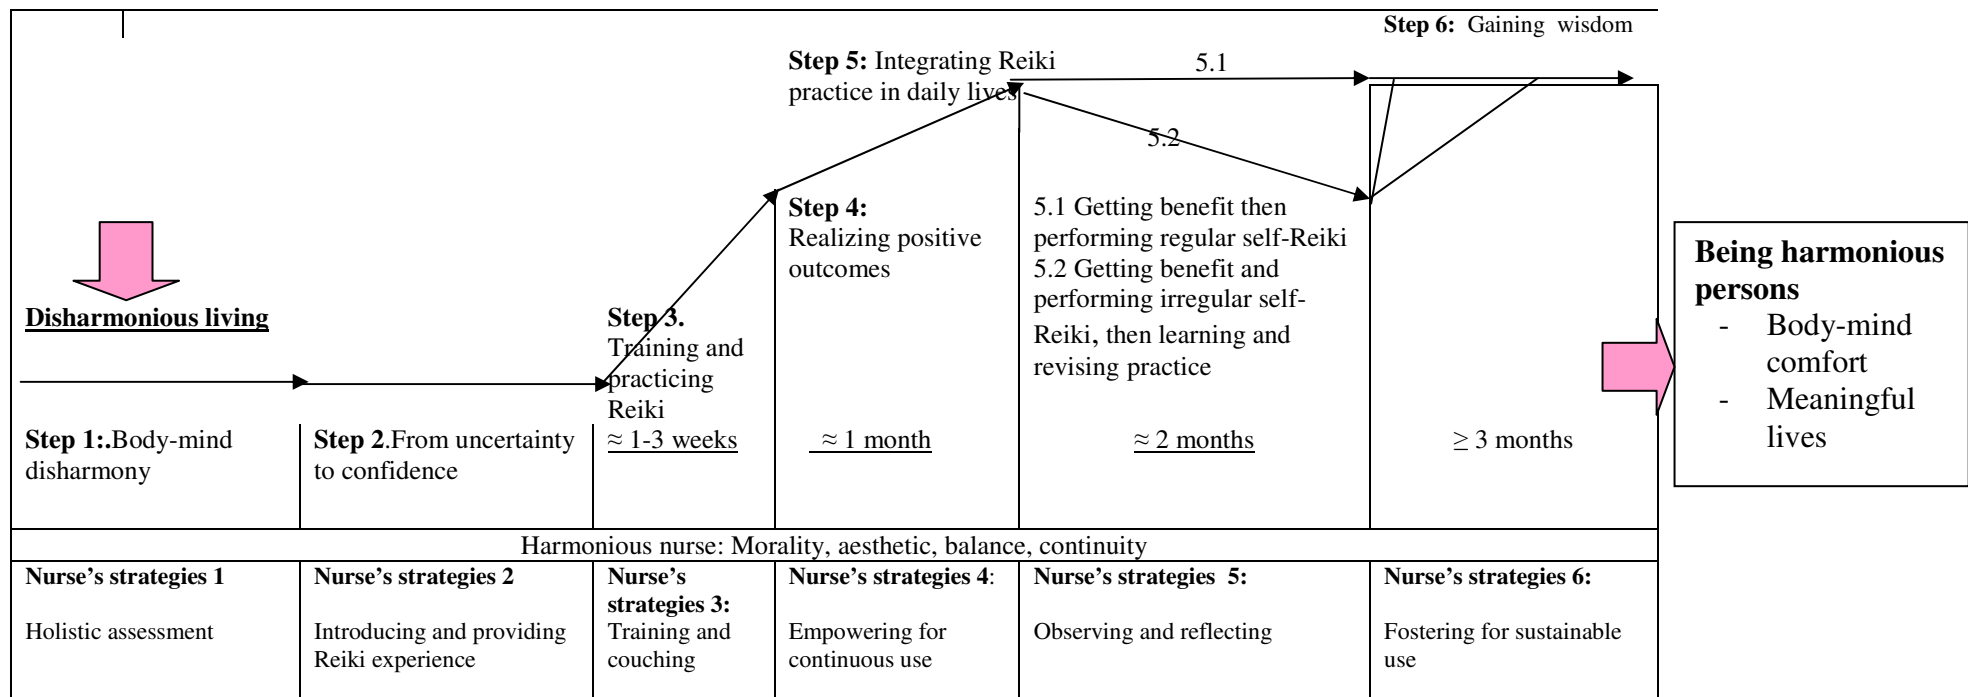 Step 6: Gaining wisdom
Step 5: Integrating Reiki
practice in daily lives
5.1
5.2
Step 4:
Realizing positive
outcomes
5.1 Getting benefit then
performing regular self-Reiki
5.2 Getting benefit and
performing irregular self-
Reiki, then learning and
revising practice
Being harmonious
persons
- Body-mind
comfort
- Meaningful
lives
Disharmonious living
Step 3.
Training and
practicing
Reiki
Step 1:.Body-mind
disharmony
Step 2.From uncertainty
to confidence
≈ 1-3 weeks
≈ 1 month
≈ 2 months
≥ 3 months
Harmonious nurse: Morality, aesthetic, balance, continuity
Nurse's strategies 1
Holistic assessment
Nurse's strategies 2
Introducing and providing
Reiki experience
Nurse's
strategies 3:
Training and
couching
Nurse's strategies 4:
Empowering for
continuous use
Nurse's strategies 5:
Observing and reflecting
Nurse's strategies 6:
Fostering for sustainable
use